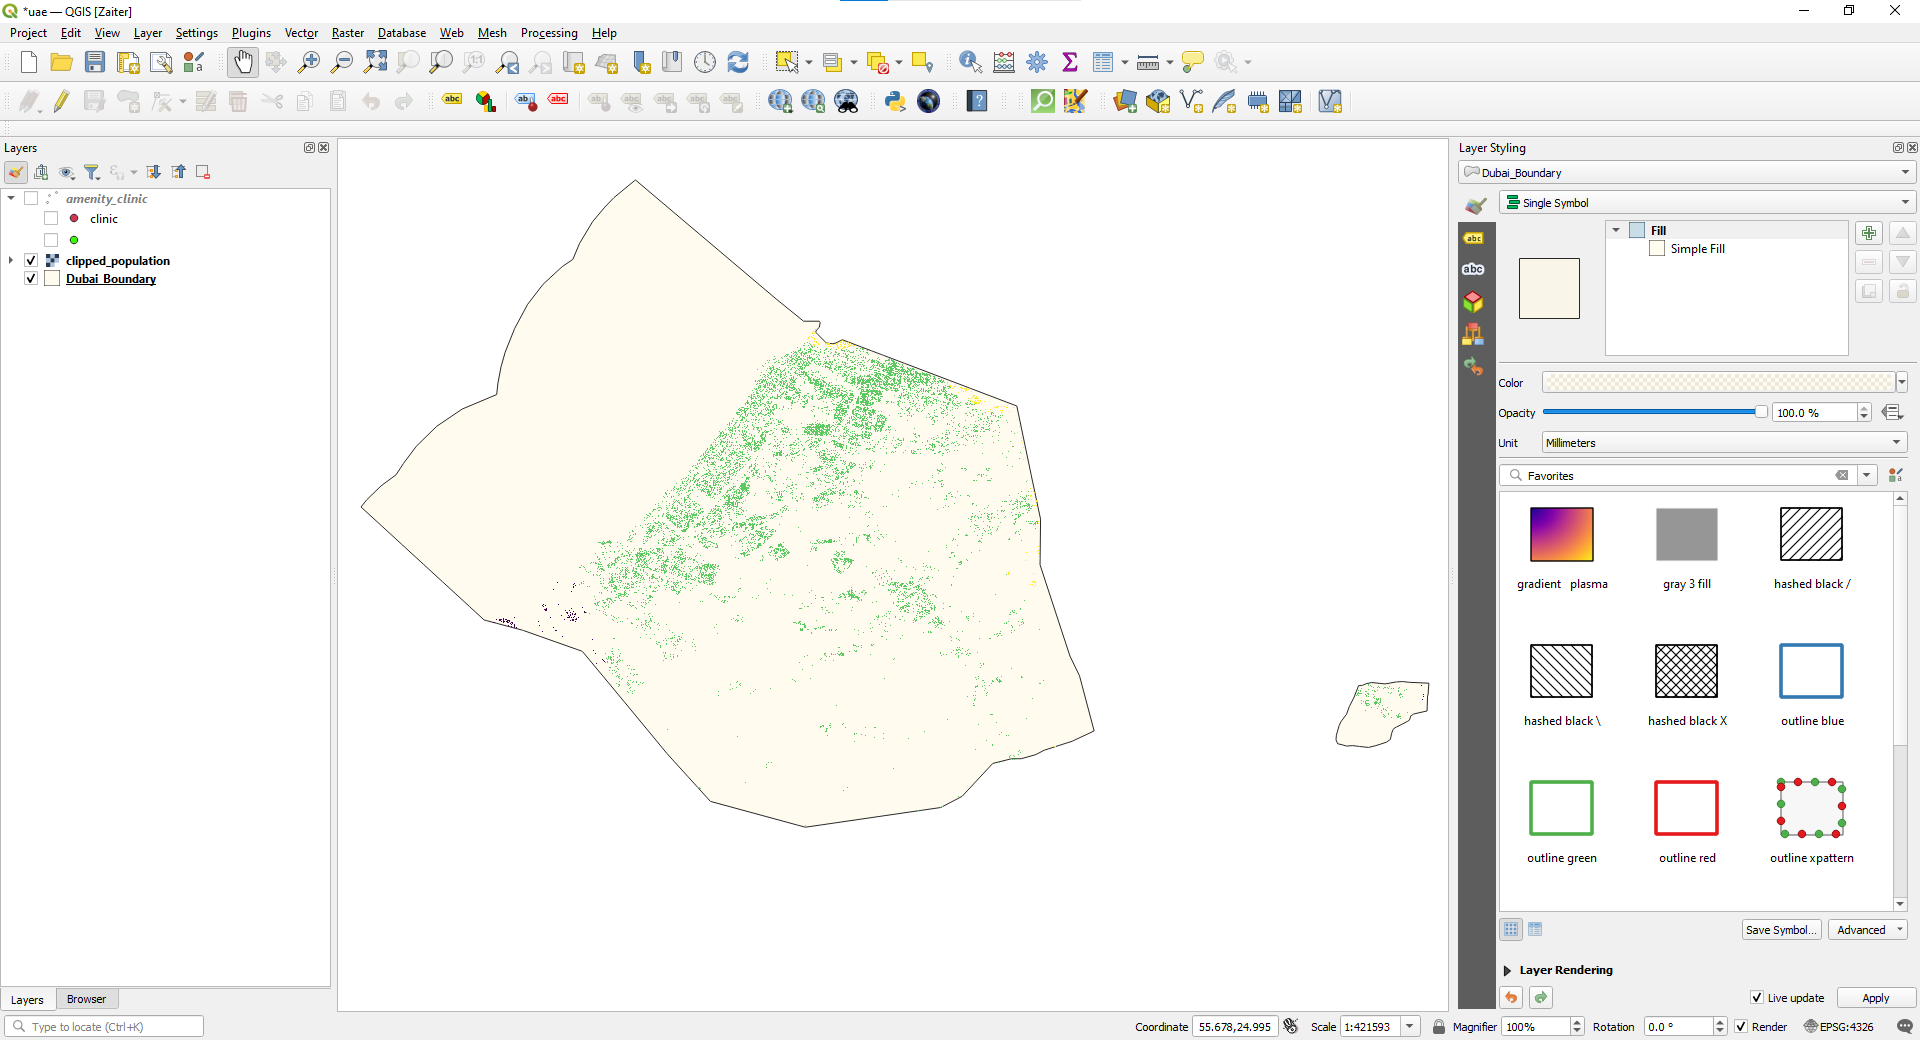 *uae — QGIS [Zaiter]
Project Edit View Layer Settings Plugins Vector Raster Database Web Mesh Processing Help
Layers
amenity_clinic
clinic
clipped_population
Dubai_Boundary
Layers Browser
Type to locate (Ctrl+K)
Layer Styling
Dubai_Boundary
Single Symbol
Fill
Simple Fill
Color
Opacity 100.0 %
Unit Millimeters
Favorites
gradient plasma gray 3 fill hashed black /
hashed black \ hashed black X outline blue
outline green outline red outline xpattern
Save Symbol... Advanced
Layer Rendering
Live update Apply
Coordinate 55.678,24.995 Scale 1:421593 Magnifier 100% Rotation 0.0 ° Render EPSG:4326